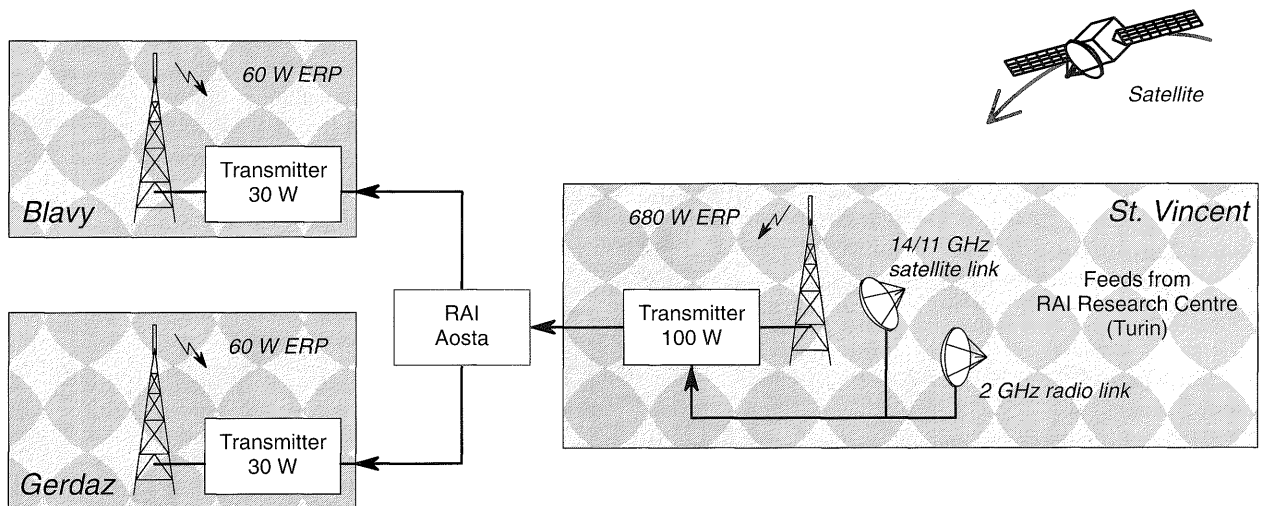 60 W ERP
Transmitter
30 W
Blavy
Satellite
St. Vincent
680 W ERP
14/11 GHz
satellite link
Feeds from
RAI Research Centre
(Turin)
Transmitter
100 W
2 GHz radio link
RAI
Aosta
60 W ERP
Transmitter
30 W
Gerdaz